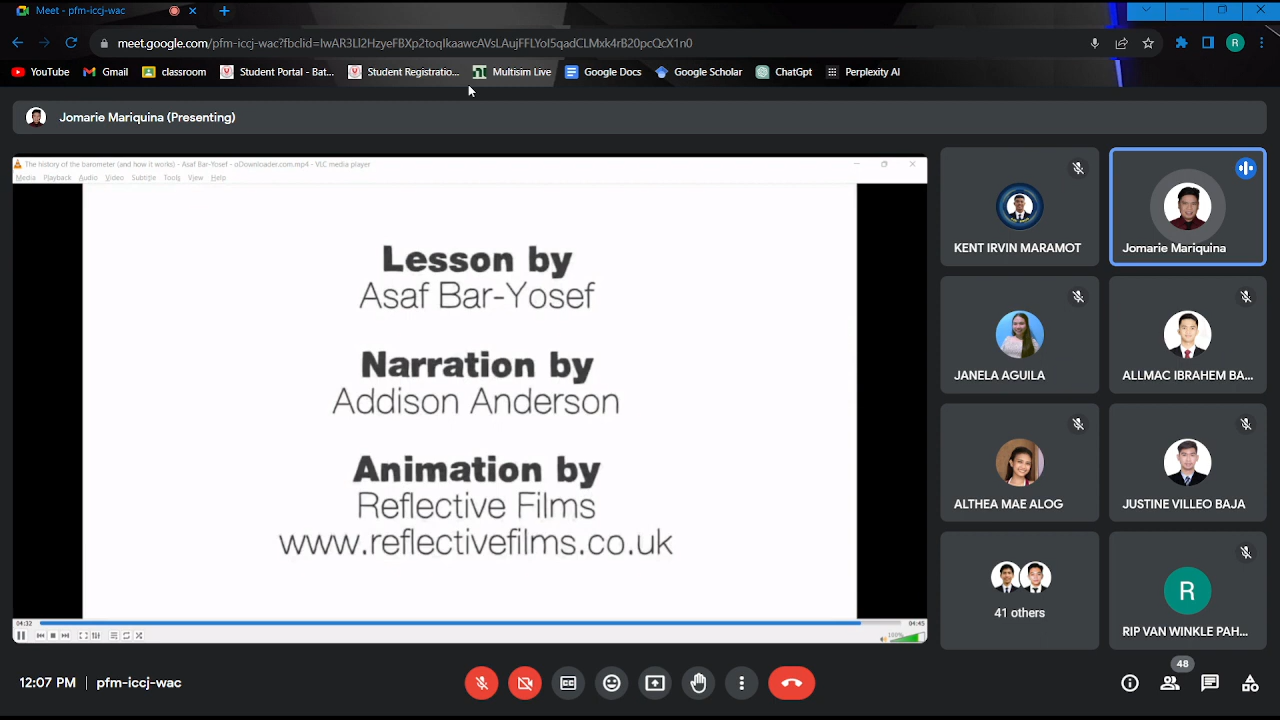 Meet - pfm-iccj-wac
meet.google.com/pfm-iccj-wac?fbclid=IwAR3Ll2HzyeFBXp2toqIkaawcAVsLAujFFLYoI5qadCLMxk4rB20pcQcX1n0
R
YouTube
Gmail
classroom
Student Portal - Bat...
Student Registratio...
Multisim Live
Google Docs
Google Scholar
ChatGpt
Perplexity AI
Jomarie Mariquina (Presenting)
The history of the barometer (and how it works) - Asaf Bar-Yosef - oDownloader.com.mp4 - VLC media player
Media Playback Audio Video Subtitle Tools View Help
Lesson by
Asaf Bar-Yosef
Narration by
Addison Anderson
Animation by
Reflective Films
www.reflectivefilms.co.uk
04:32
04:45
100%
KENT IRVIN MARAMOT
Jomarie Mariquina
JANELA AGUILA
ALLMAC IBRAHEM BA...
ALTHEA MAE ALOG
JUSTINE VILLEO BAJA
41 others
R
RIP VAN WINKLE PAH...
12:07 PM | pfm-iccj-wac
48